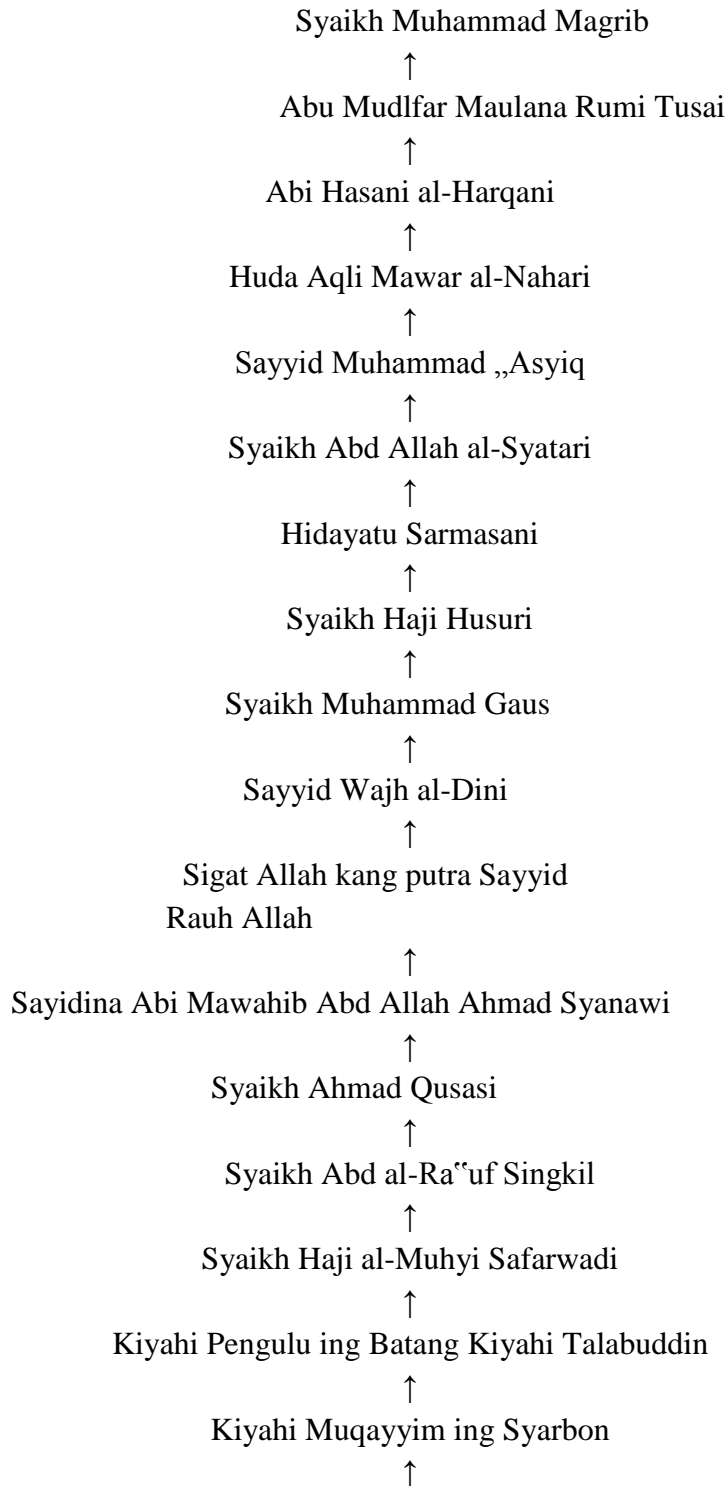 Syaikh Muhammad Magrib
↑
Abu Mudlfar Maulana Rumi Tusai
↑
Abi Hasani al-Harqani
↑
Huda Aqli Mawar al-Nahari
↑
Sayyid Muhammad „Asyiq
↑
Syaikh Abd Allah al-Syatari
↑
Hidayatu Sarmasani
↑
Syaikh Haji Husuri
↑
Syaikh Muhammad Gaus
↑
Sayyid Wajh al-Dini
↑
Sigat Allah kang putra Sayyid
Rauh Allah
↑
Sayidina Abi Mawahib Abd Allah Ahmad Syanawi
↑
Syaikh Ahmad Qusasi
↑
Syaikh Abd al-Ra‟uf Singkil
↑
Syaikh Haji al-Muhyi Safarwadi
↑
Kiyahi Pengulu ing Batang Kiyahi Talabuddin
↑
Kiyahi Muqayyim ing Syarbon
↑